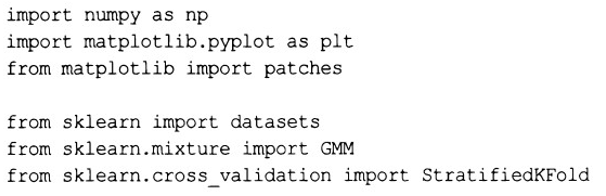 import numpy as np
import matplotlib.pyplot as plt
from matplotlib import patches
from sklearn import datasets
from sklearn.mixture import GMM
from sklearn.cross_validation import StratifiedKFold